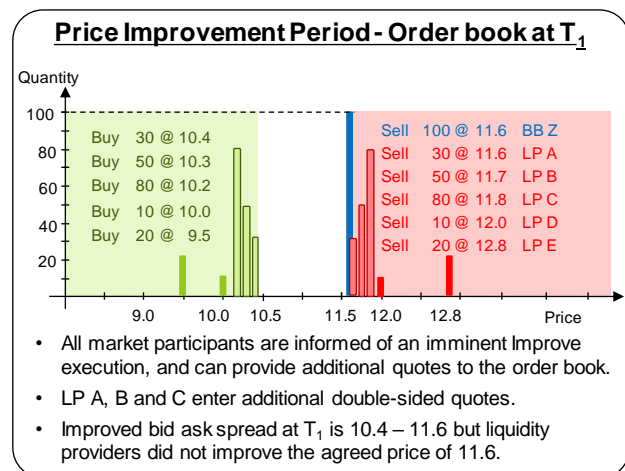 Price Improvement Period - Order book at T1
Quantity
100
80
60
40
20
Buy 30 @ 10.4
Buy 50 @ 10.3
Buy 80 @ 10.2
Buy 10 @ 10.0
Buy 20 @ 9.5
Sell 100 @ 11.6 BB Z
Sell 30 @ 11.6 LP A
Sell 50 @ 11.7 LP B
Sell 80 @ 11.8 LP C
Sell 10 @ 12.0 LP D
Sell 20 @ 12.8 LP E
9.0 10.0 10.5 11.5 12.0 12.8 Price
• All market participants are informed of an imminent Improve
execution, and can provide additional quotes to the order book.
• LP A, B and C enter additional double-sided quotes.
• Improved bid ask spread at T1 is 10.4 – 11.6 but liquidity
providers did not improve the agreed price of 11.6.